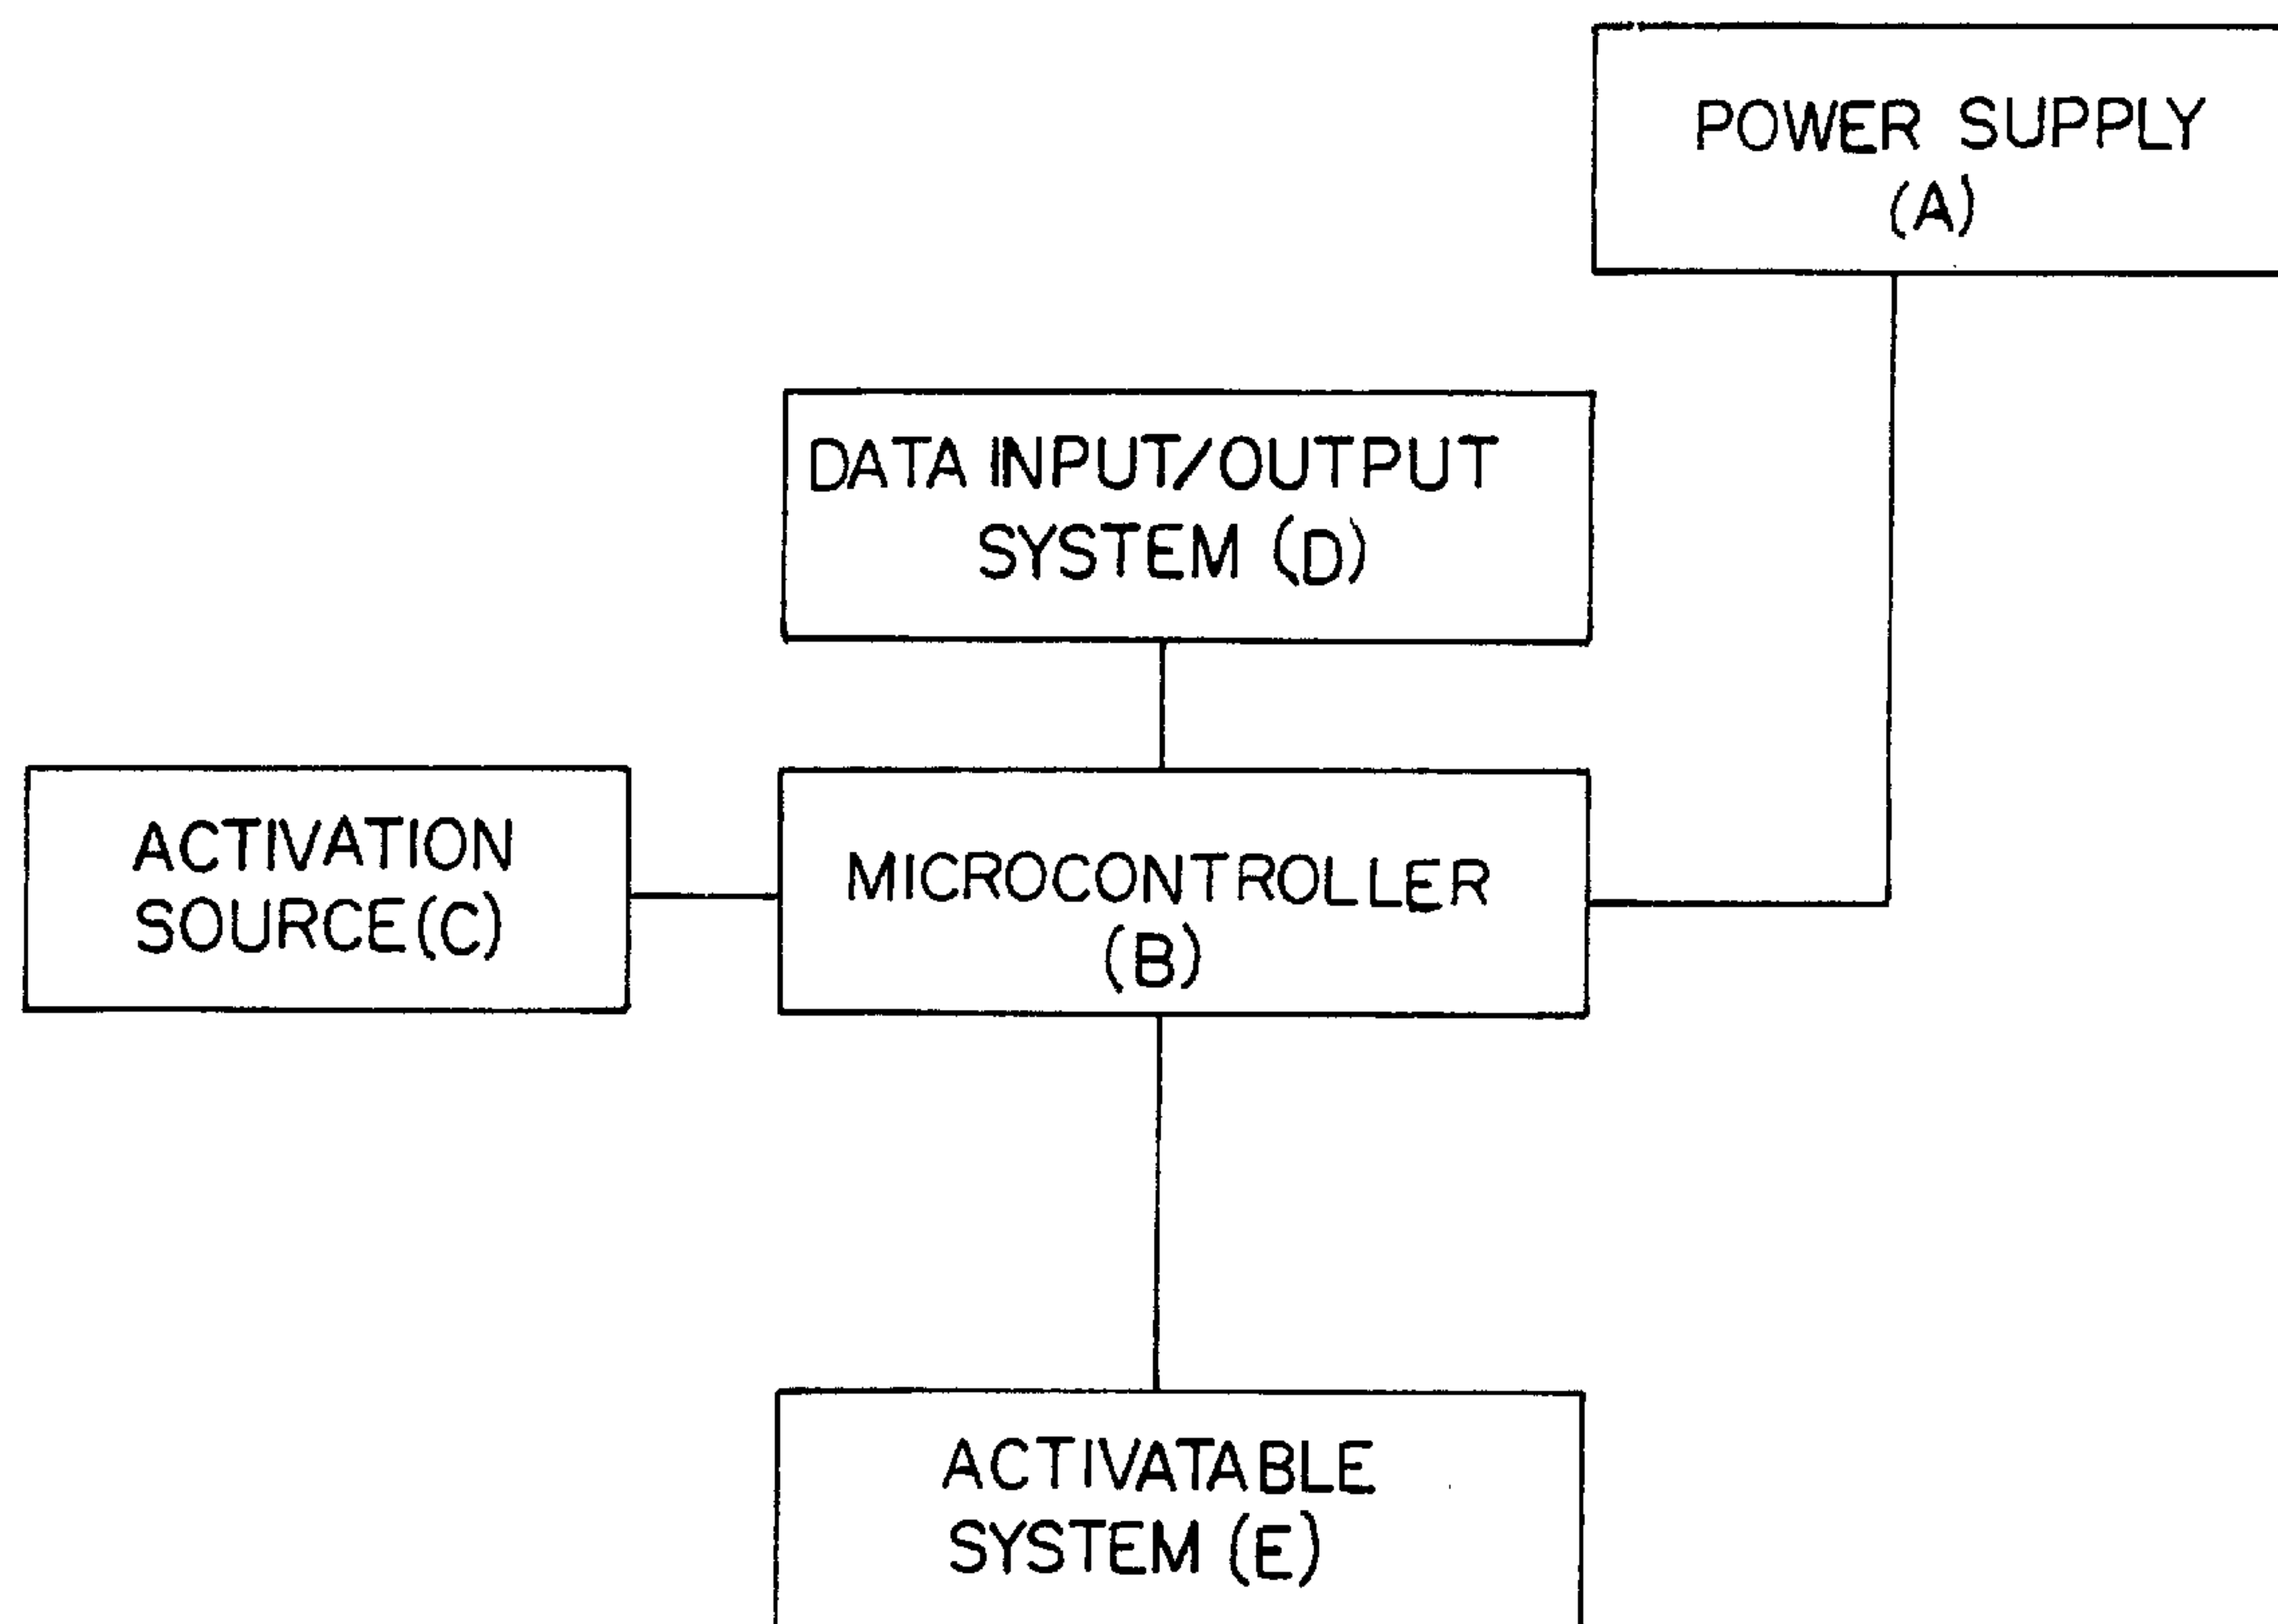 POWER SUPPLY
(A)
DATA INPUT/OUTPUT
SYSTEM (D)
ACTIVATION
SOURCE(C)
MICROCONTROLLER
(B)
ACTIVATABLE
SYSTEM (E)